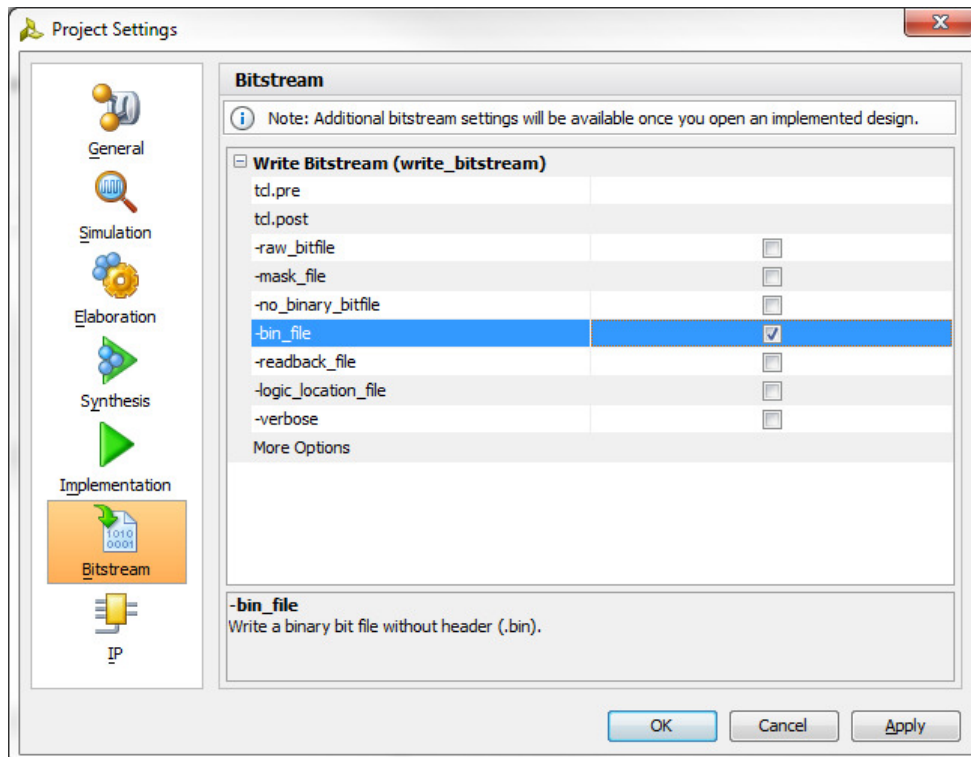 Project Settings
General
Simulation
Elaboration
Synthesis
Implementation
1010
0001
Bitstream
IP
Bitstream
Note: Additional bitstream settings will be available once you open an implemented design.
Write Bitstream (write_bitstream)
tcl.pre
tcl.post
-raw_bitfile
-mask_file
-no_binary_bitfile
-bin_file
-readback_file
-logic_location_file
-verbose
More Options
-bin_file
Write a binary bit file without header (.bin).
OK
Cancel
Apply